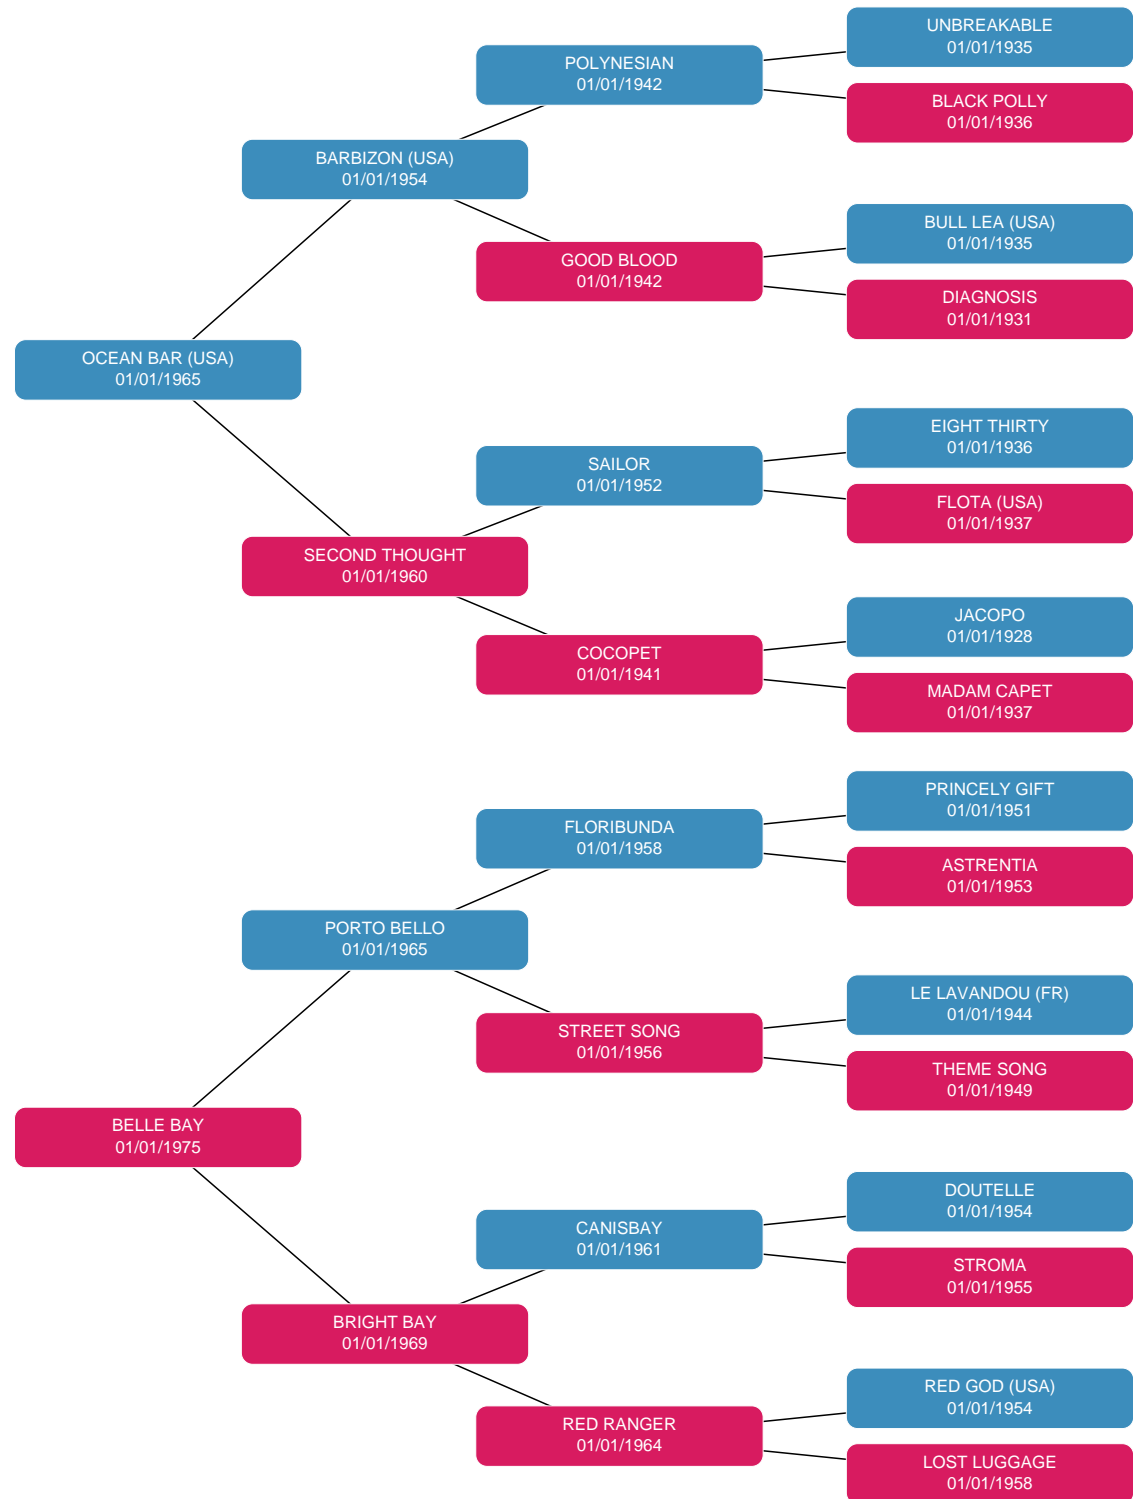 UNBREAKABLE
01/01/1935
POLYNESIAN
01/01/1942
BLACK POLLY
01/01/1936
BARBIZON (USA)
01/01/1954
BULL LEA (USA)
01/01/1935
GOOD BLOOD
01/01/1942
DIAGNOSIS
01/01/1931
OCEAN BAR (USA)
01/01/1965
EIGHT THIRTY
01/01/1936
SAILOR
01/01/1952
FLOTA (USA)
01/01/1937
SECOND THOUGHT
01/01/1960
JACOPO
01/01/1928
COCOPET
01/01/1941
MADAM CAPET
01/01/1937
PRINCELY GIFT
01/01/1951
FLORIBUNDA
01/01/1958
ASTRENTIA
01/01/1953
PORTO BELLO
01/01/1965
LE LAVANDOU (FR)
01/01/1944
STREET SONG
01/01/1956
THEME SONG
01/01/1949
BELLE BAY
01/01/1975
DOUTELLE
01/01/1954
CANISBAY
01/01/1961
STROMA
01/01/1955
BRIGHT BAY
01/01/1969
RED GOD (USA)
01/01/1954
RED RANGER
01/01/1964
LOST LUGGAGE
01/01/1958